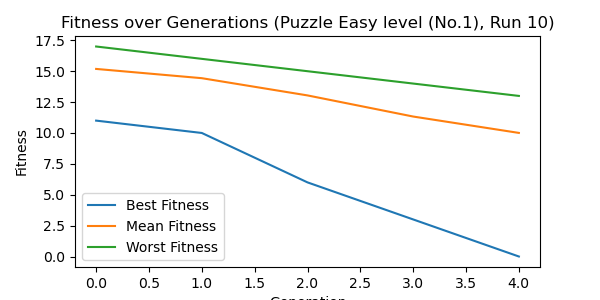 Fitness over Generations (Puzzle Easy level (No.1), Run 10)
17.5
15.0
12.5
10.0
7.5
5.0
2.5
0.0
Fitness
Best Fitness
Mean Fitness
Worst Fitness
0.0 0.5 1.0 1.5 2.0 2.5 3.0 3.5 4.0
Generation